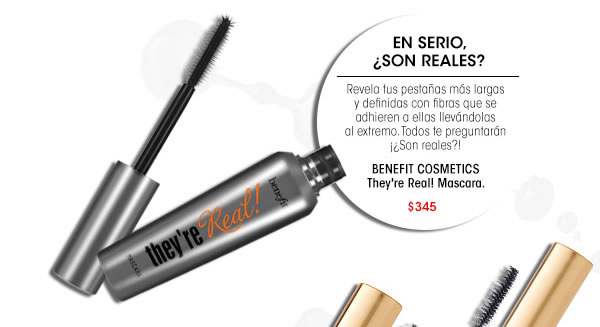 EN SERIO,
¿SON REALES?
Revela tus pestañas más largas
y definidas con fibras que se
adhieren a ellas llevándolas
al extremo. Todos te preguntarán
¡¿Son reales?!
BENEFIT COSMETICS
They're Real! Mascara.
$345
benefit
they're Real!
MASCARA